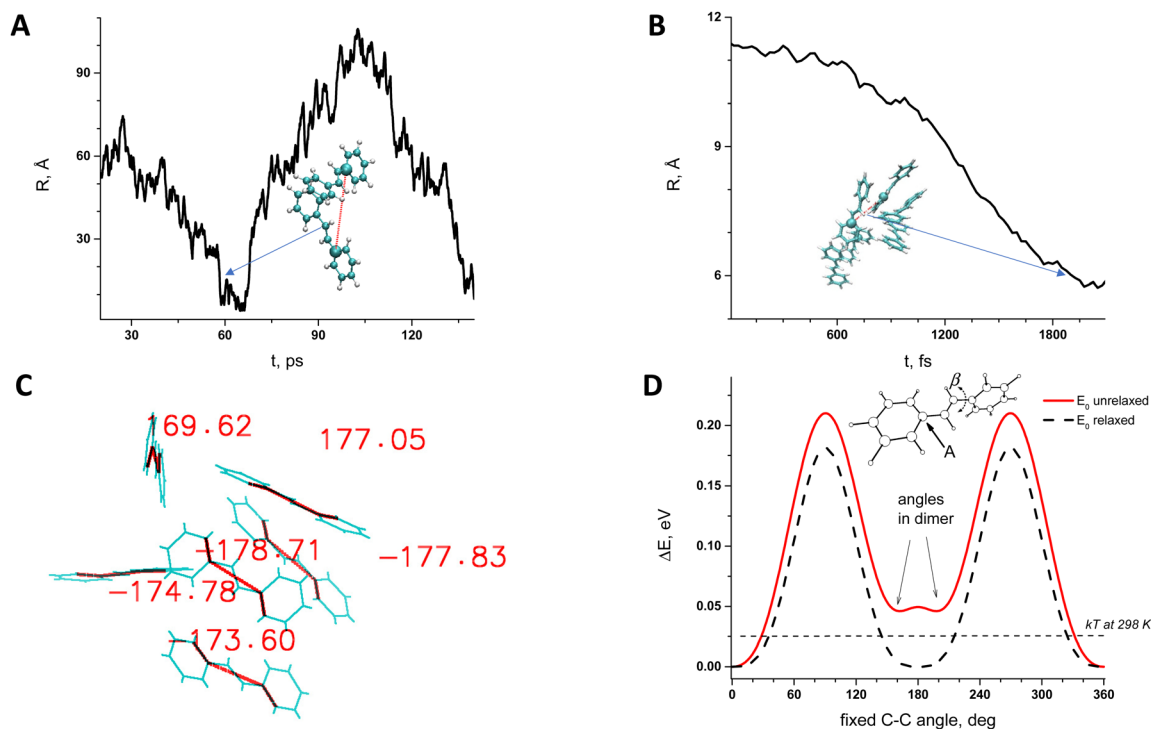 A
R, Å
90
60
30
30
60
90
120
t, ps
B
R, Å
12
9
6
600
1200
1800
t, fs
C
169.62
177.05
-178.71
-177.83
-174.78
173.60
D
ΔE, eV
0.20
0.15
0.10
0.05
0.00
β
A
E₀ unrelaxed
E₀ relaxed
angles
in dimer
kT at 298 K
0
60
120
180
240
300
360
fixed C-C angle, deg